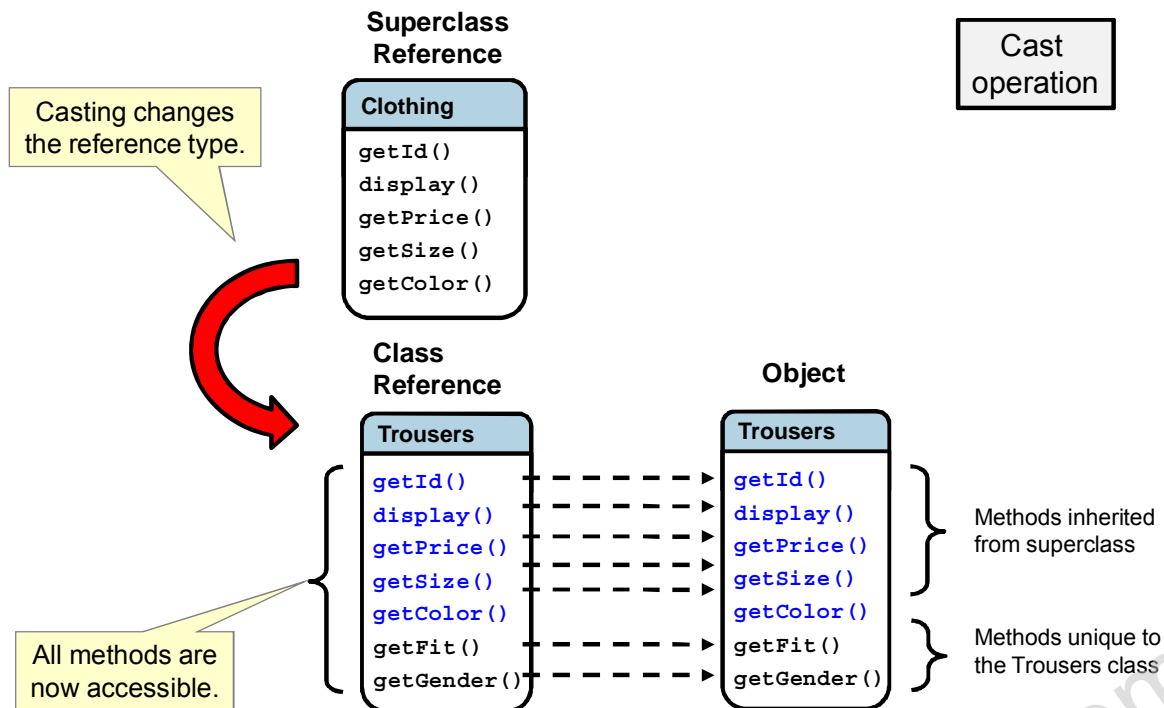 Superclass
Reference
Cast
operation
Casting changes
the reference type.
Clothing
getId()
display()
getPrice()
getSize()
getColor()
Class
Reference
Object
Trousers
getId()
display()
getPrice()
getSize()
getColor()
getFit()
getGender()
Trousers
getId()
display()
getPrice()
getSize()
getColor()
getFit()
getGender()
Methods inherited
from superclass
Methods unique to
the Trousers class
All methods are
now accessible.